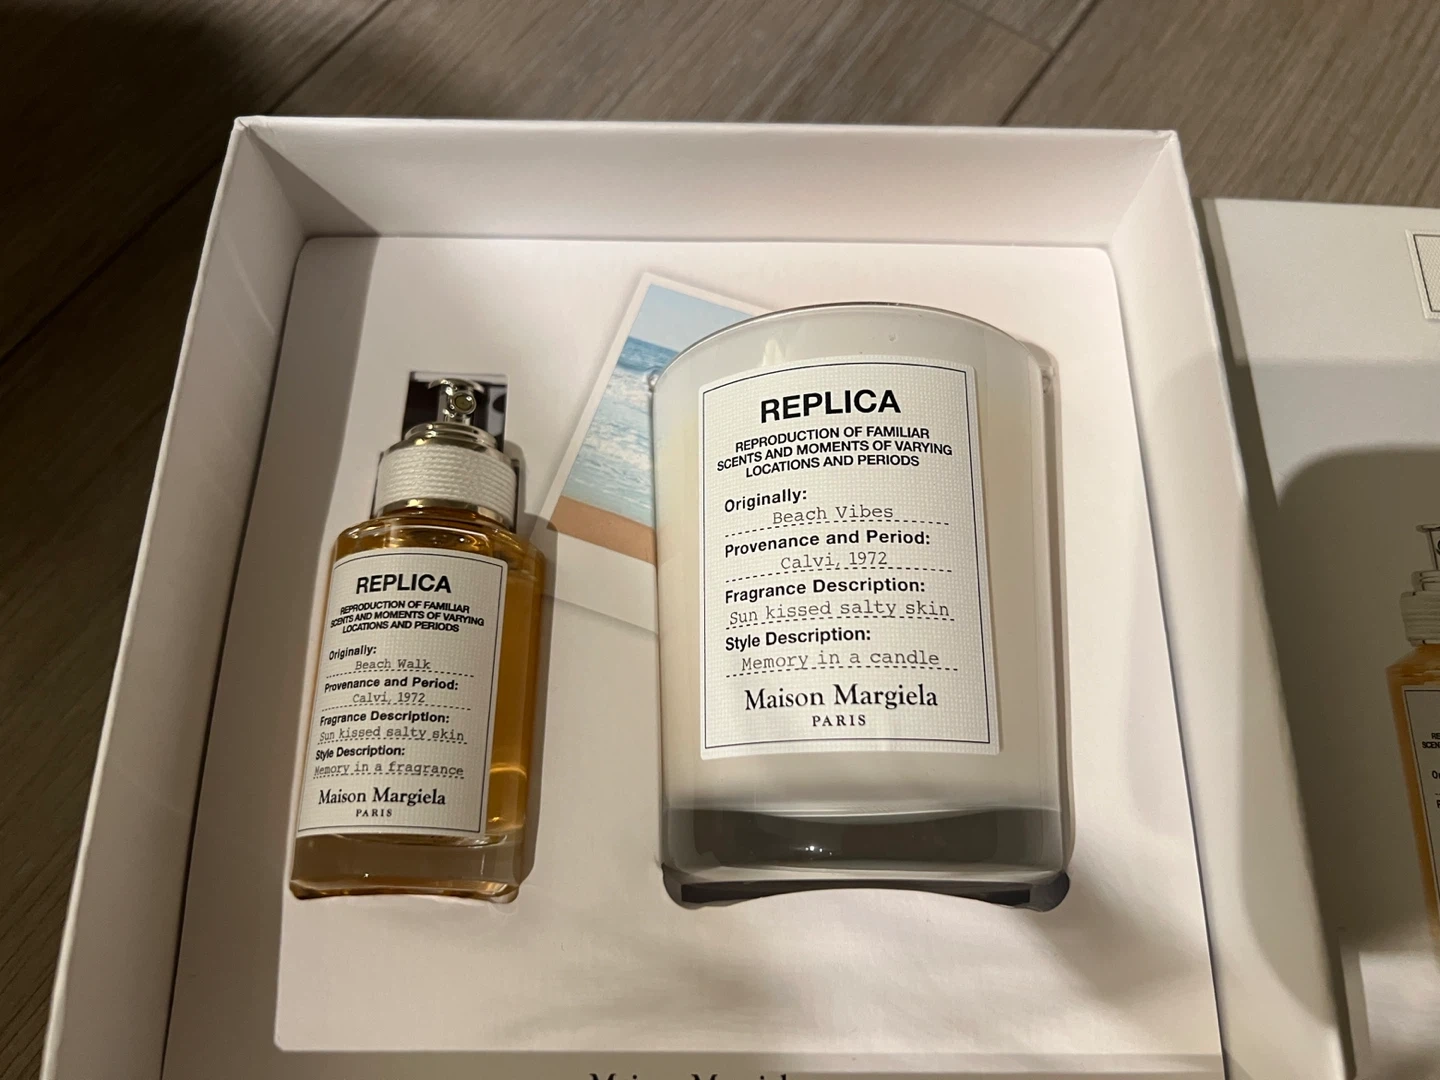 REPLICA
REPRODUCTION OF FAMILIAR
SCENTS AND MOMENTS OF VARYING
LOCATIONS AND PERIODS
Originally:
Beach Walk
Provenance and Period:
Calvi, 1972
Fragrance Description:
Sun kissed salty skin
Style Description:
Memory in a fragrance
Maison Margiela
PARIS
REPLICA
REPRODUCTION OF FAMILIAR
SCENTS AND MOMENTS OF VARYING
LOCATIONS AND PERIODS
Originally:
Beach Vibes
Provenance and Period:
Calvi, 1972
Fragrance Description:
Sun kissed salty skin
Style Description:
Memory in a candle
Maison Margiela
PARIS
Maison Margiela